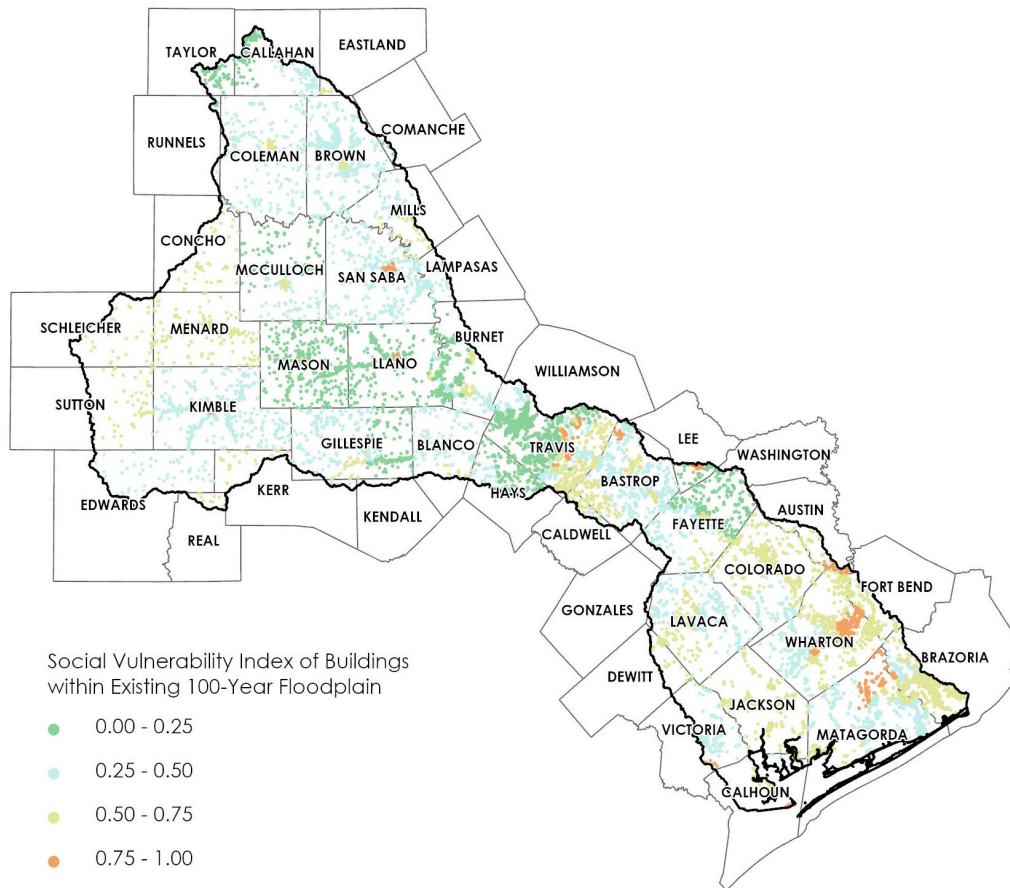 EASTLAND
TAYLOR
CALLAHAN
COMANCHE
RUNNELS
COLEMAN
BROWN
MILLS
CONCHO
MCCULLOCH
SAN SABA
LAMPASAS
SCHLEICHER
MENARD
BURNET
MASON
LLANO
WILLIAMSON
SUTTON
KIMBLE
GILLESPIE
BLANCO
TRAVIS
LEE
WASHINGTON
BASTROP
EDWARDS
KERR
HAYS
KENDALL
AUSTIN
FAYETTE
REAL
CALDWELL
COLORADO
FORT BEND
GONZALES
LAVACA
WHARTON
BRAZORIA
DEWITT
JACKSON
VICTORIA
MATAGORDA
CALHOUN
Social Vulnerability Index of Buildings
within Existing 100-Year Floodplain
0.00 - 0.25
0.25 - 0.50
0.50 - 0.75
0.75 - 1.00